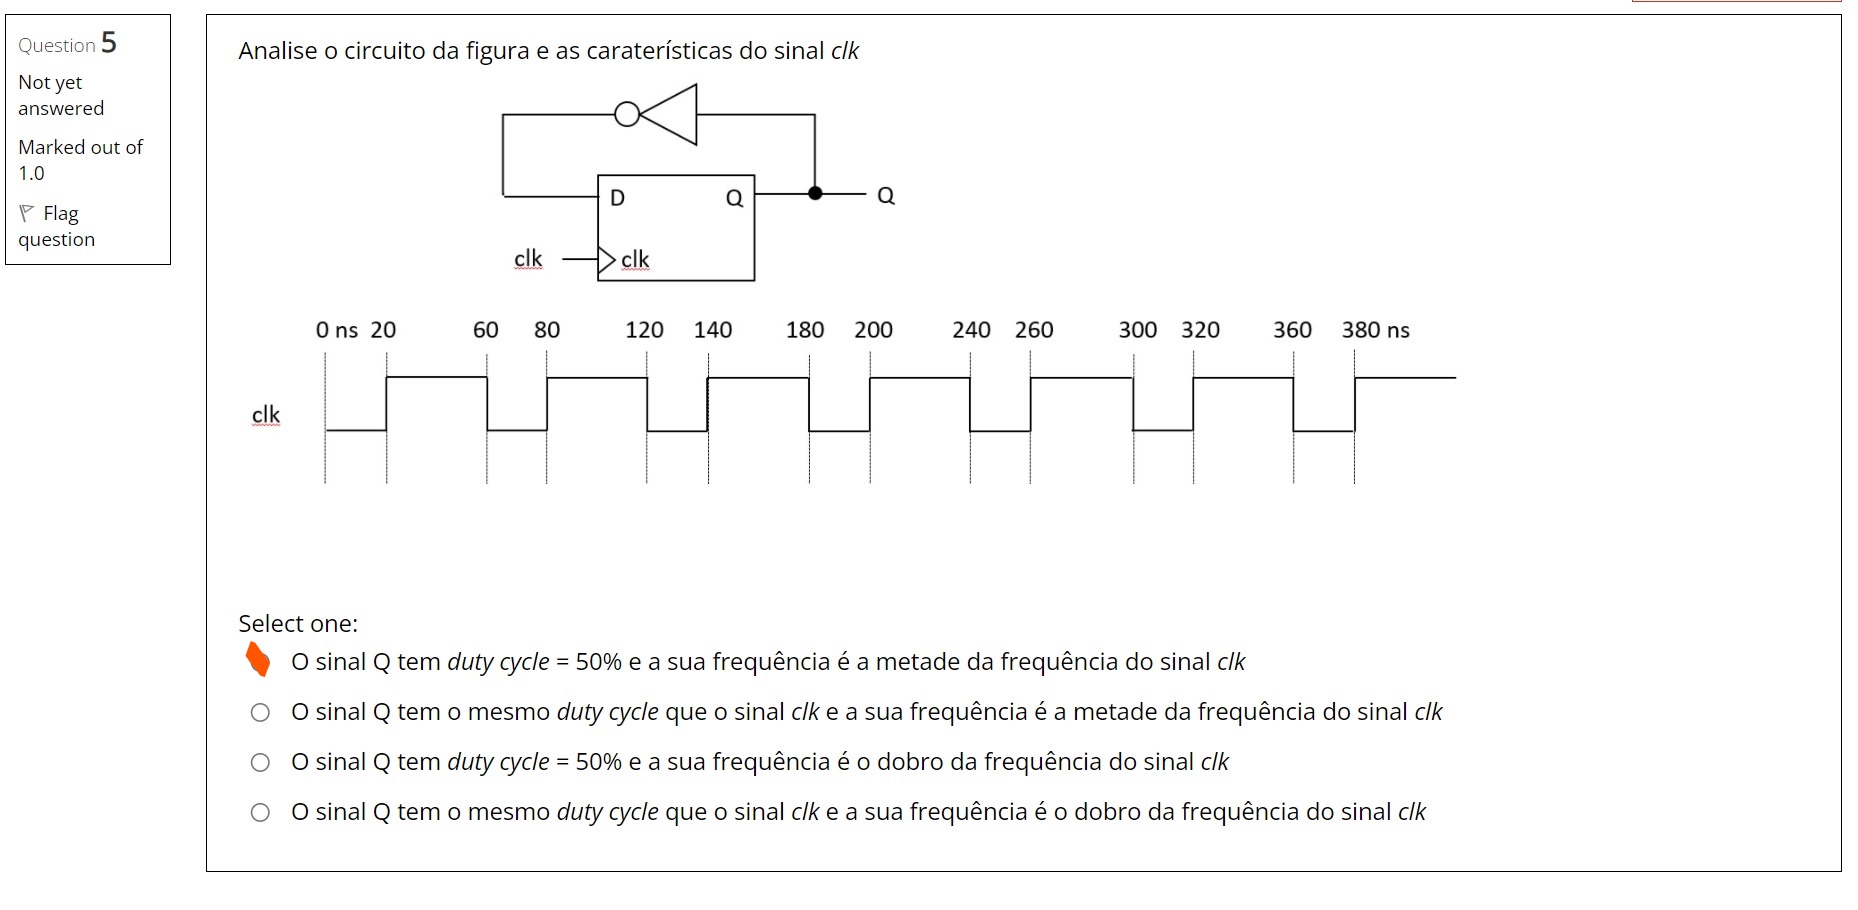 Question 5
Not yet
answered
Marked out of
1.0
Flag
question
Analise o circuito da figura e as caraterísticas do sinal clk
D
Q
Q
clk
clk
0 ns 20 60 80 120 140 180 200 240 260 300 320 360 380 ns
clk
Select one:
O sinal Q tem duty cycle = 50% e a sua frequência é a metade da frequência do sinal clk
O sinal Q tem o mesmo duty cycle que o sinal clk e a sua frequência é a metade da frequência do sinal clk
O sinal Q tem duty cycle = 50% e a sua frequência é o dobro da frequência do sinal clk
O sinal Q tem o mesmo duty cycle que o sinal clk e a sua frequência é o dobro da frequência do sinal clk